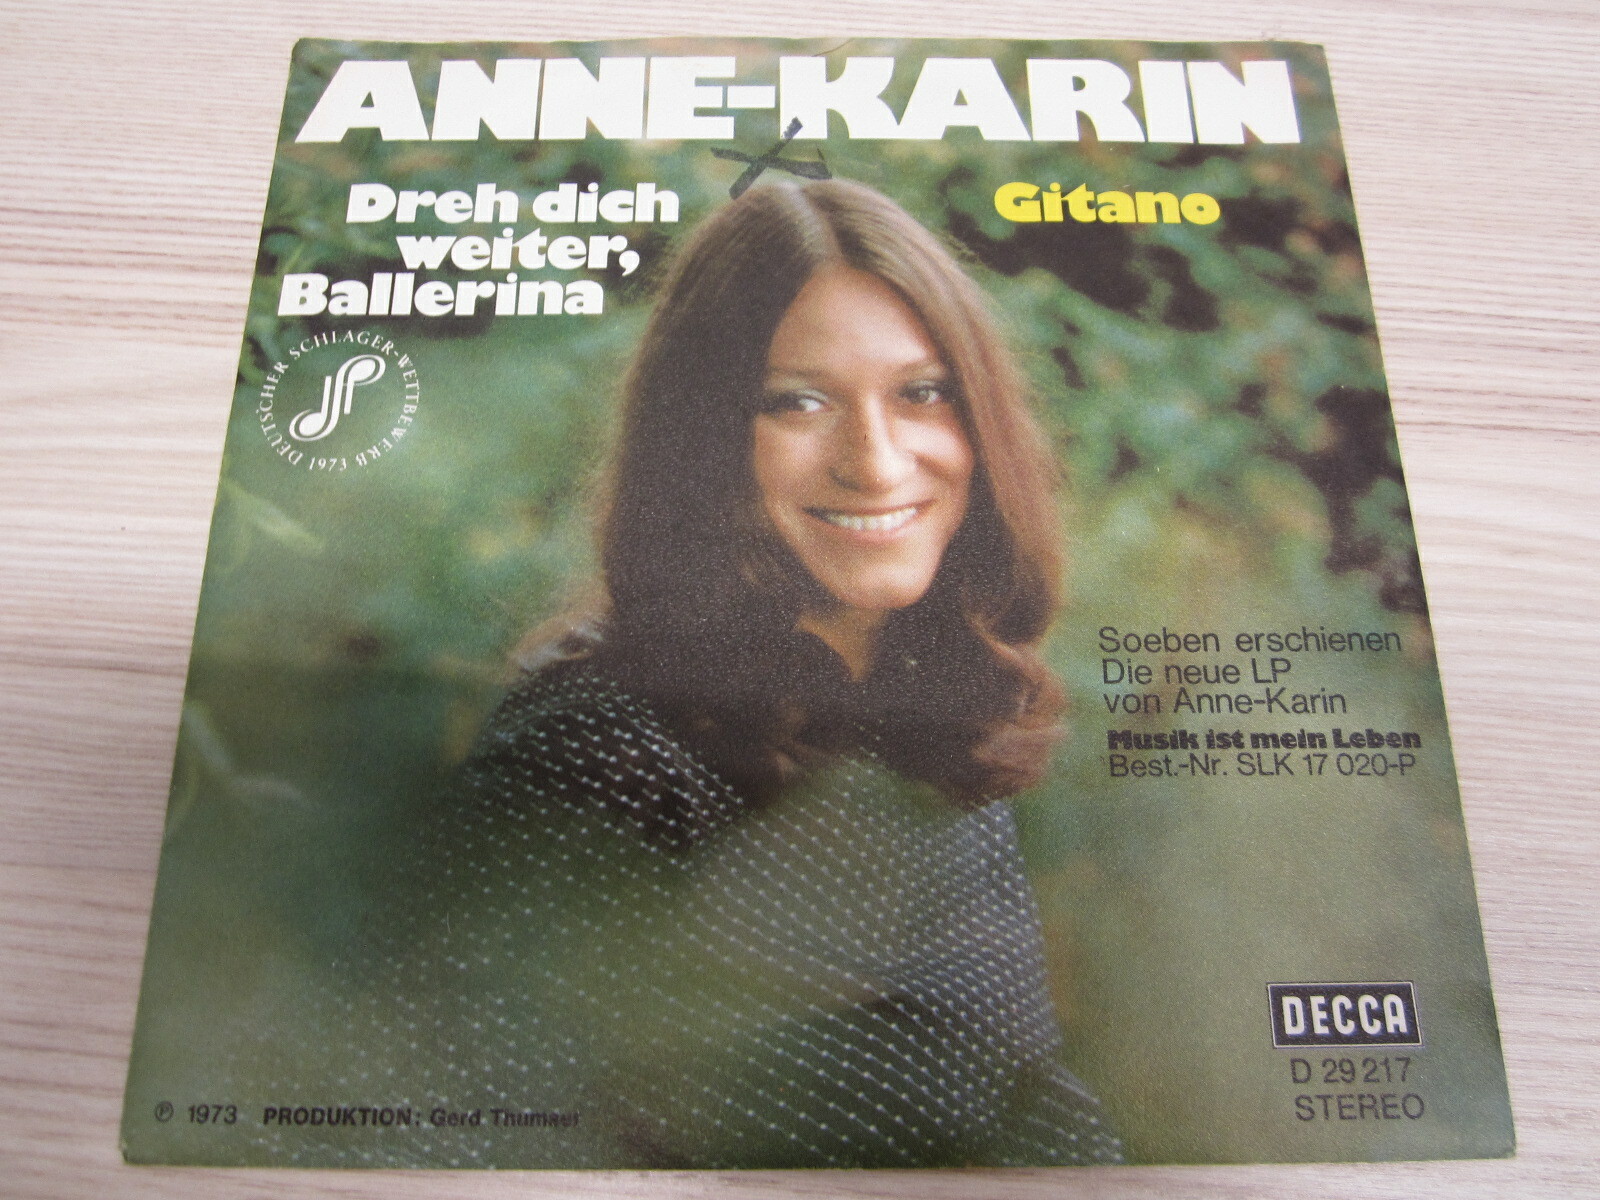 ANNE-KARIN
Dreh dich
weiter,
Ballerina
Gitano
DEUTSCHER SCHLAGER-WETTBEWERB 1973
Soeben erschienen
Die neue LP
von Anne-Karin
Musik ist mein Leben
Best.-Nr. SLK 17 020-P
DECCA
D 29 217
STEREO
℗ 1973 PRODUKTION: Gerd Thumser